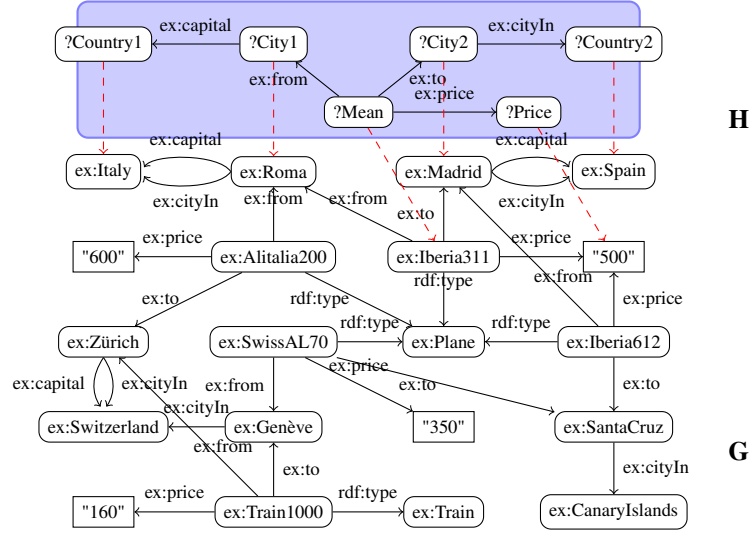 ex:capital ex:cityIn
?Country1 ?City1 ?City2 ?Country2
ex:from ex:to
ex:price
?Mean ?Price
H
ex:capital ex:capital
ex:Italy ex:Roma ex:Madrid ex:Spain
ex:cityIn ex:from ex:from ex:to ex:cityIn
ex:price ex:price
"600" ex:Alitalia200 ex:Iberia311 "500"
ex:from
ex:to rdf:type rdf:type ex:price
ex:Zürich ex:SwissAL70 rdf:type ex:Plane rdf:type ex:Iberia612
ex:price
ex:capital ex:cityIn ex:from ex:to ex:to
ex:cityIn
ex:Switzerland ex:Genève "350" ex:SantaCruz
ex:from
G
ex:to ex:cityIn
ex:price rdf:type
"160" ex:Train1000 ex:Train ex:CanaryIslands